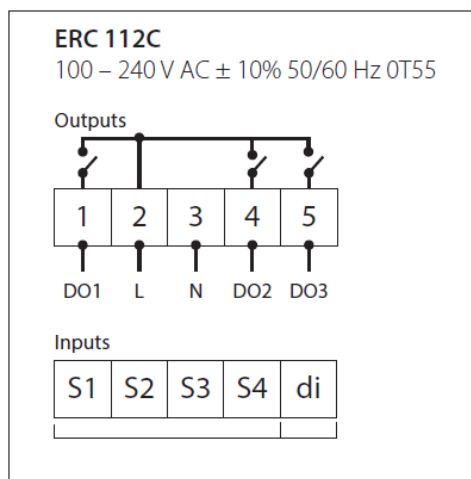 ERC 112C
100 – 240 V AC ± 10% 50/60 Hz 0T55
Outputs
1 2 3 4 5
DO1 L N DO2 DO3
Inputs
S1 S2 S3 S4 di